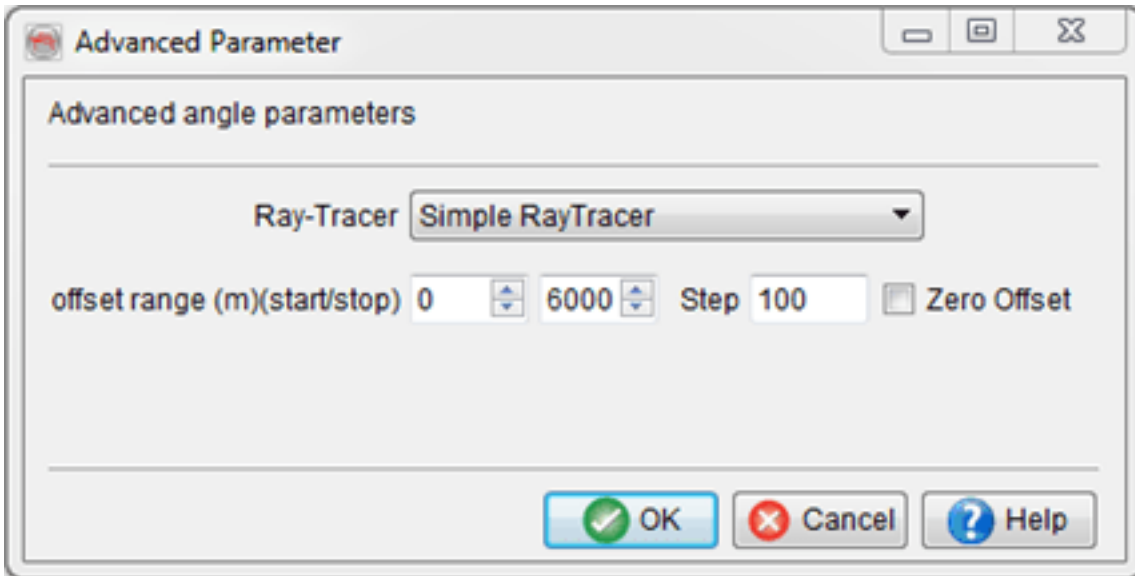 Advanced Parameter
Advanced angle parameters
Ray-Tracer Simple RayTracer
offset range (m)(start/stop) 0 6000 Step 100 Zero Offset
OK Cancel Help